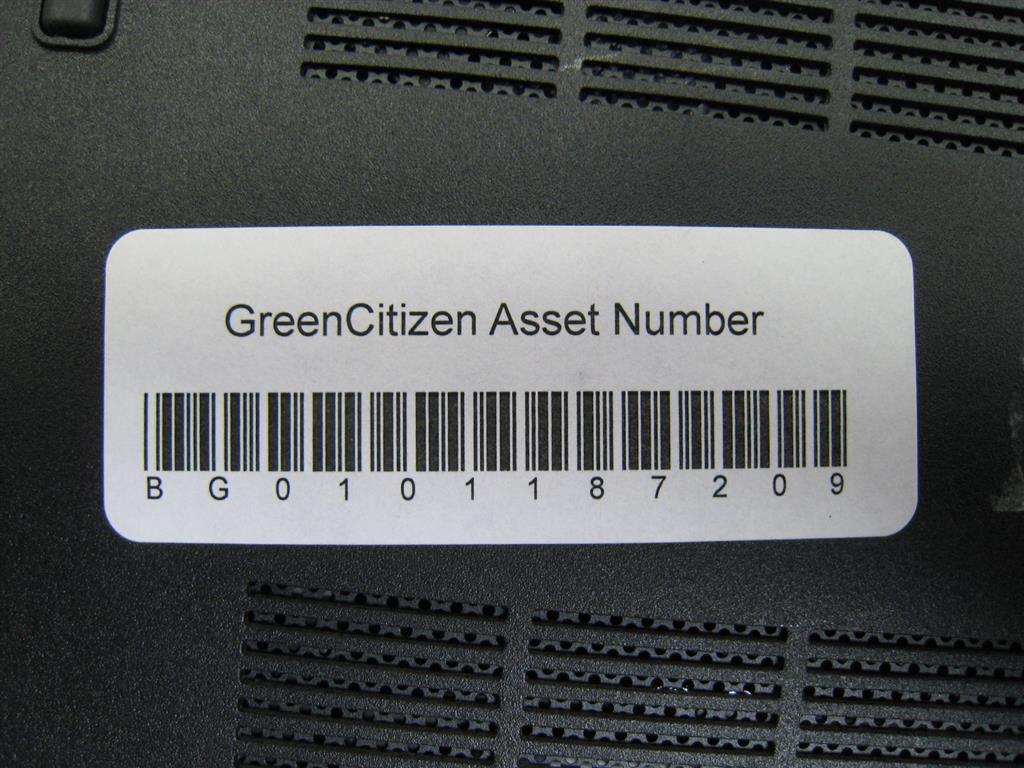 GreenCitizen Asset Number
B G 0 1 0 1 1 8 7 2 0 9